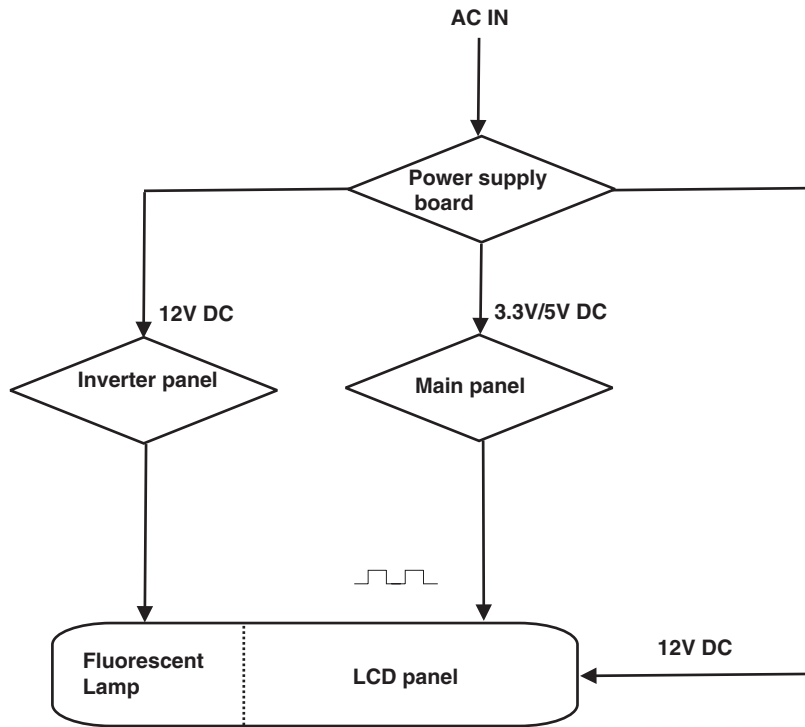 AC IN
Power supply
board
12V DC
3.3V/5V DC
Inverter panel
Main panel
12V DC
Fluorescent
Lamp
LCD panel